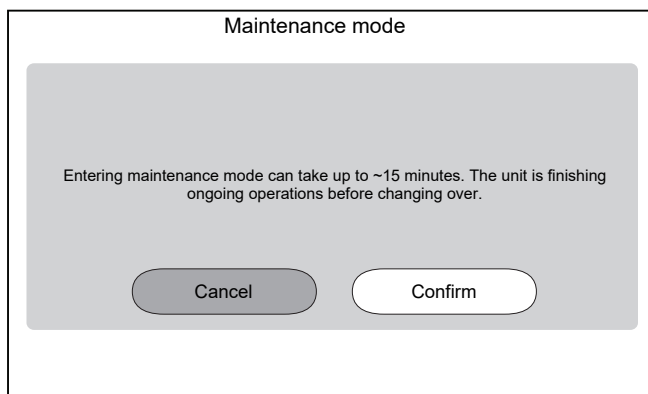 Maintenance mode
Entering maintenance mode can take up to ~15 minutes. The unit is finishing
ongoing operations before changing over.
Cancel
Confirm